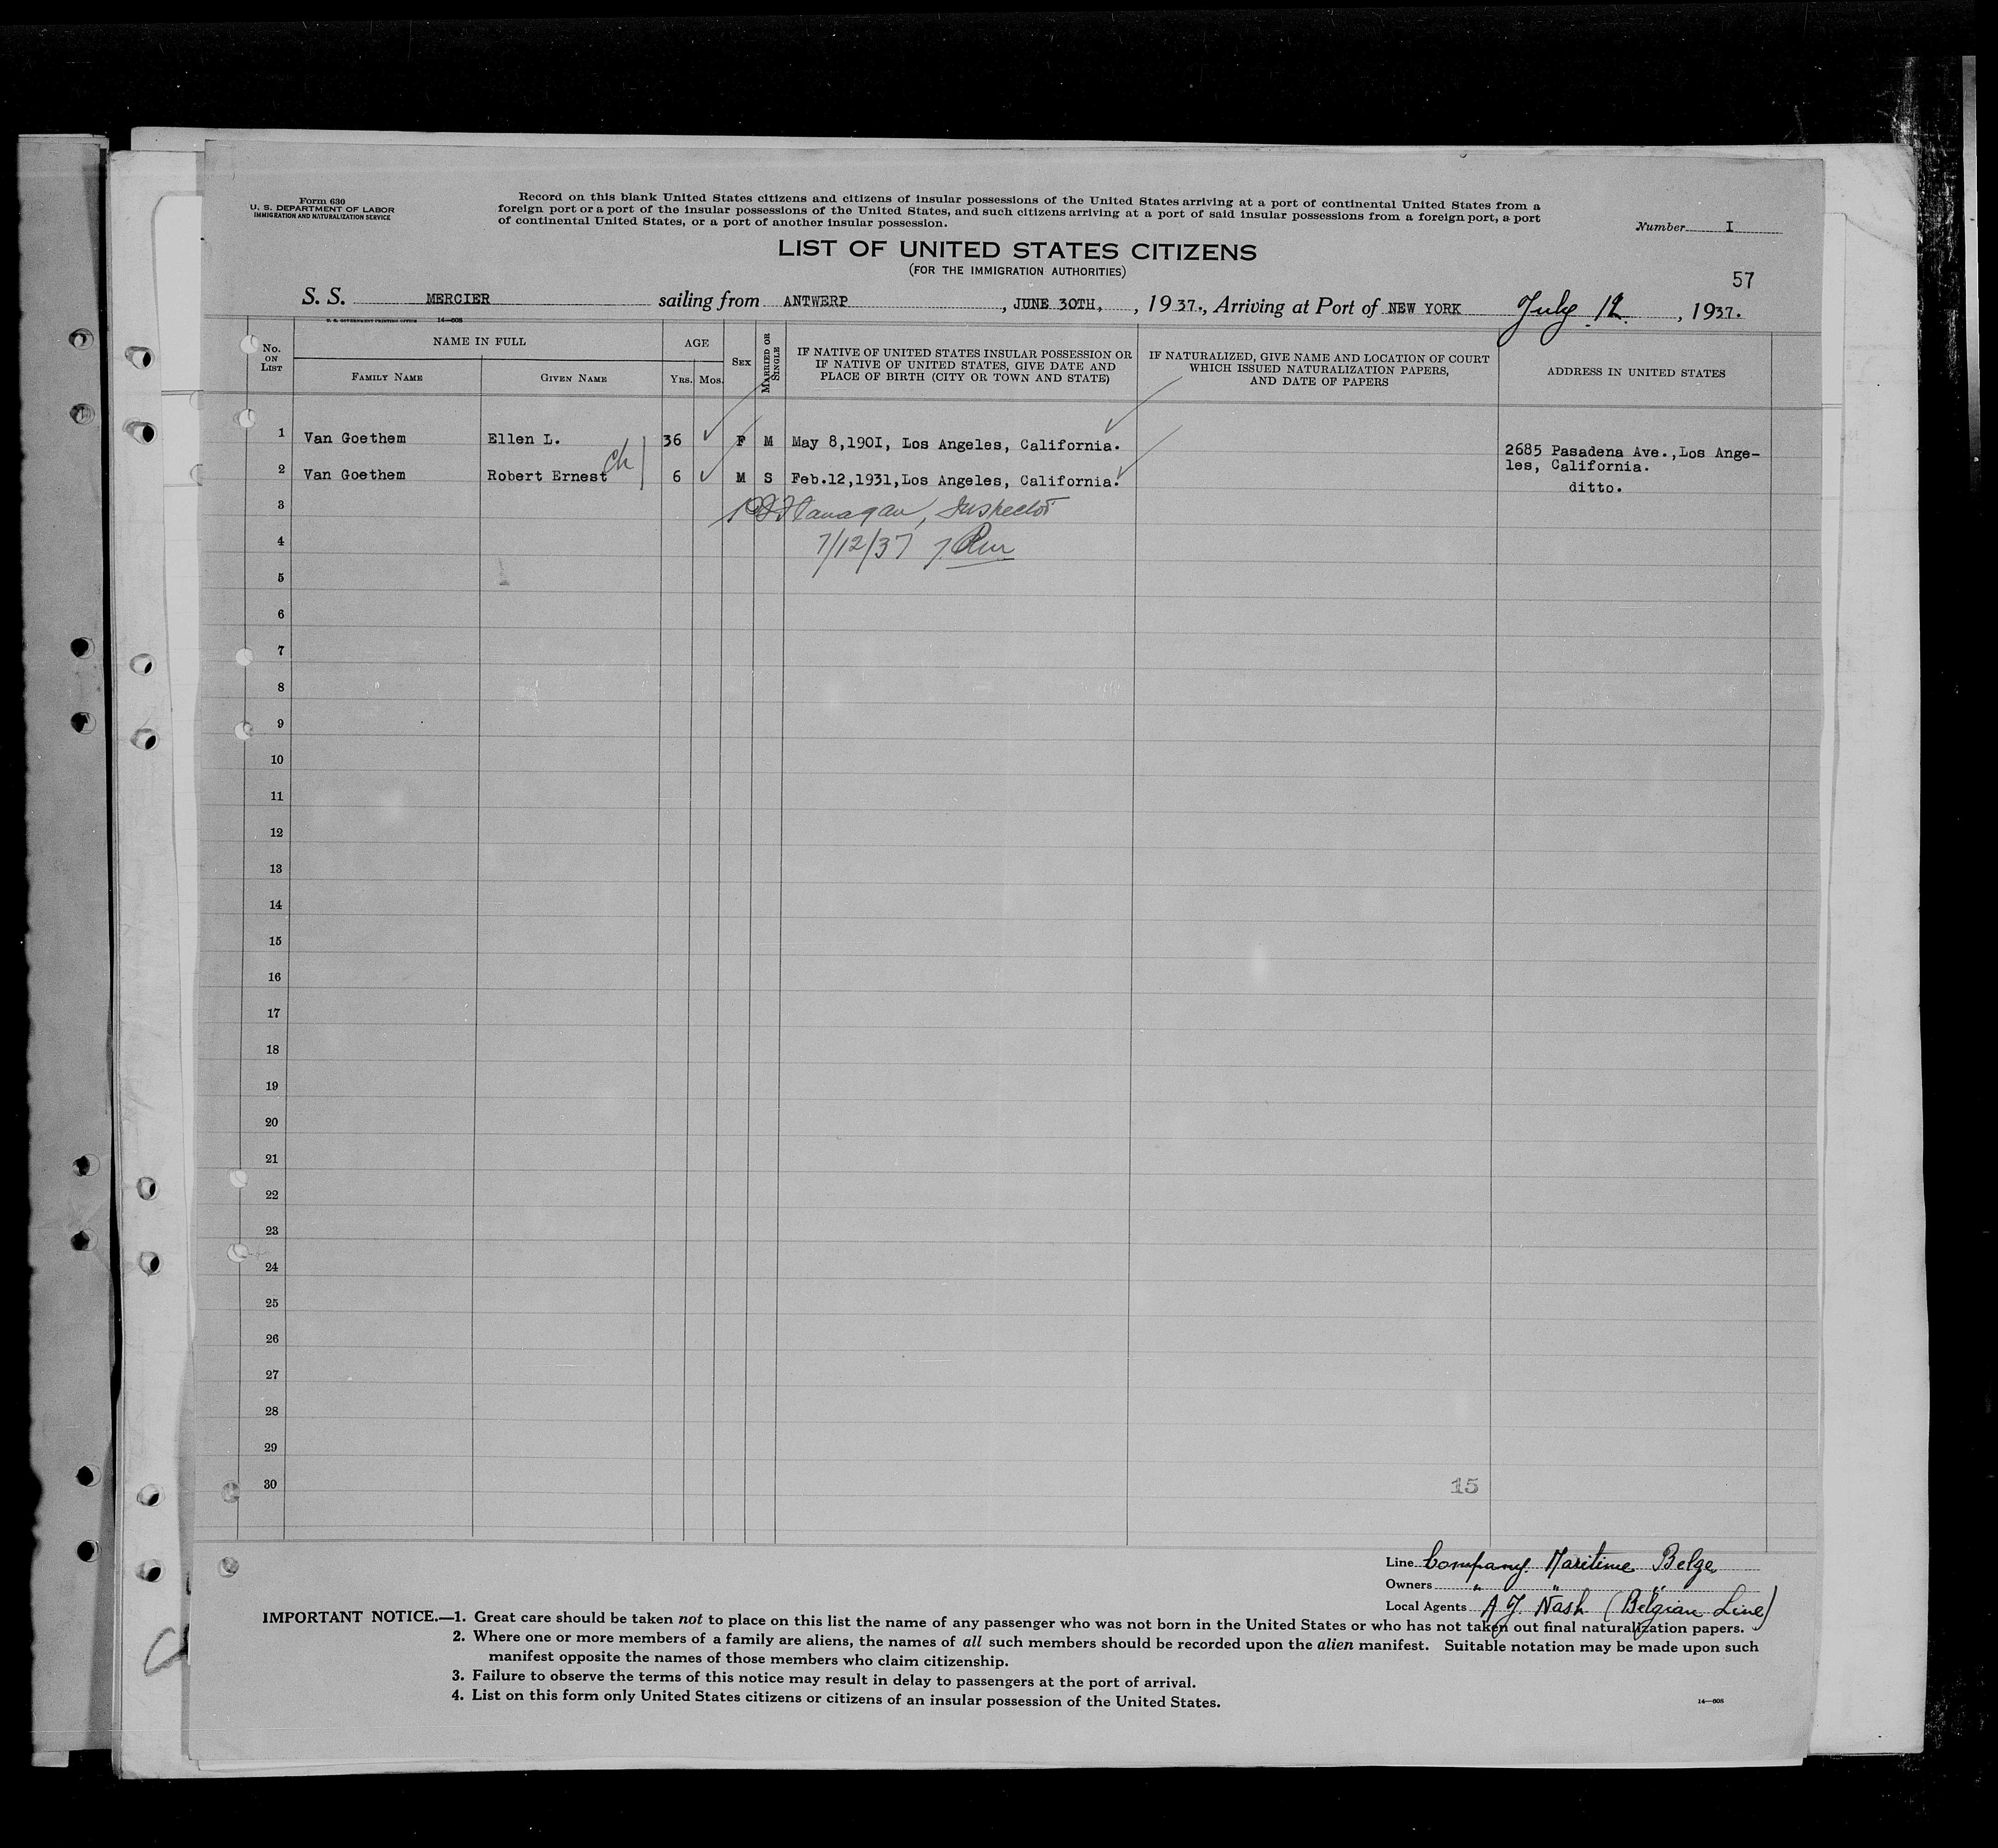 Form 630
U. S. DEPARTMENT OF LABOR
IMMIGRATION AND NATURALIZATION SERVICE
Record on this blank United States citizens and citizens of insular possessions of the United States arriving at a port of continental United States from a
foreign port or a port of the insular possessions of the United States, and such citizens arriving at a port of said insular possessions from a foreign port, a port
of continental United States, or a port of another insular possession.
Number I
LIST OF UNITED STATES CITIZENS
(FOR THE IMMIGRATION AUTHORITIES)
57
S. S. MERCIER sailing from ANTWERP , JUNE 30TH, , 1937., Arriving at Port of NEW YORK July 12. , 1937.
U. S. GOVERNMENT PRINTING OFFICE 14—608
No. ON LIST
NAME IN FULL
FAMILY NAME
GIVEN NAME
AGE
YRS. MOS.
SEX
MARRIED OR SINGLE
IF NATIVE OF UNITED STATES INSULAR POSSESSION OR
IF NATIVE OF UNITED STATES, GIVE DATE AND
PLACE OF BIRTH (CITY OR TOWN AND STATE)
IF NATURALIZED, GIVE NAME AND LOCATION OF COURT
WHICH ISSUED NATURALIZATION PAPERS,
AND DATE OF PAPERS
ADDRESS IN UNITED STATES
1 Van Goethem Ellen L. 36 F M May 8,1901, Los Angeles, California. 2685 Pasadena Ave.,Los Ange-
les, California.
2 Van Goethem Robert Ernest ch 6 M S Feb.12,1931,Los Angeles, California. ditto.
3 Flanagan, Inspector
4 7/12/37
5
6
7
8
9
10
11
12
13
14
15
16
17
18
19
20
21
22
23
24
25
26
27
28
29
30
15
Line Company Maritime Belge
Owners " " "
Local Agents A J. Nash (Belgian Line)
IMPORTANT NOTICE.—1. Great care should be taken not to place on this list the name of any passenger who was not born in the United States or who has not taken out final naturalization papers.
2. Where one or more members of a family are aliens, the names of all such members should be recorded upon the alien manifest. Suitable notation may be made upon such
manifest opposite the names of those members who claim citizenship.
3. Failure to observe the terms of this notice may result in delay to passengers at the port of arrival.
4. List on this form only United States citizens or citizens of an insular possession of the United States.
14—608